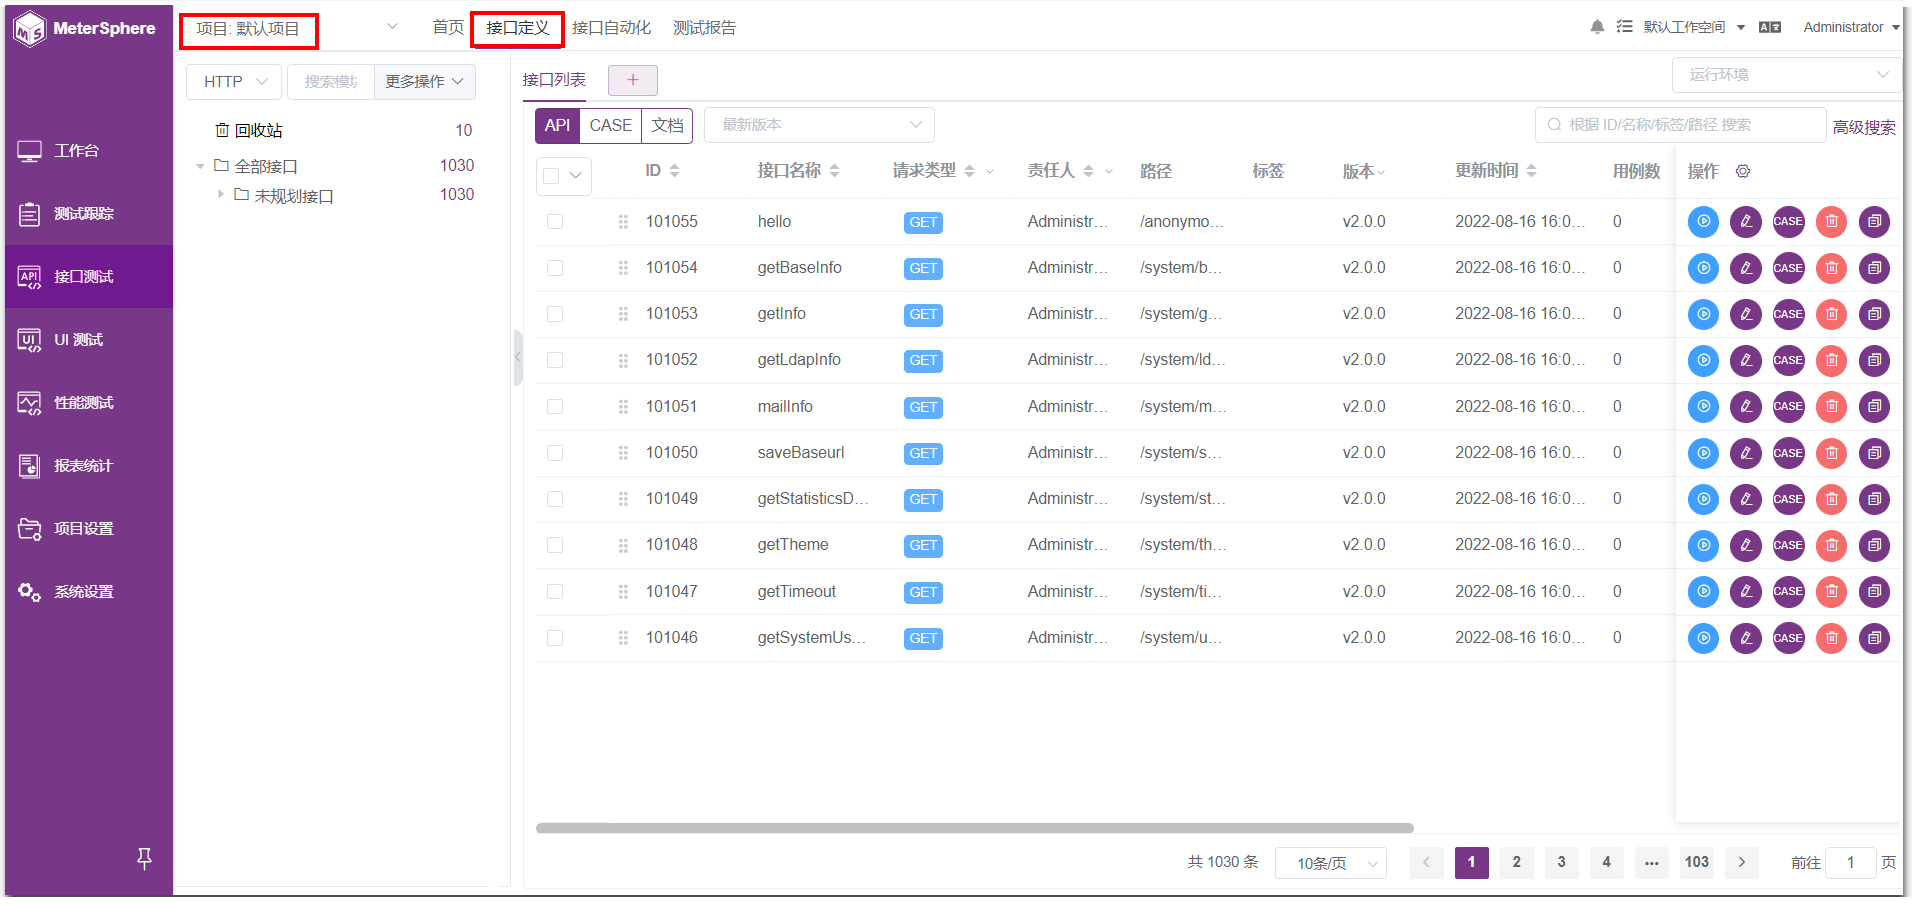 MeterSphere
项目: 默认项目
首页 接口定义 接口自动化 测试报告
默认工作空间 Administrator
工作台
测试跟踪
接口测试
UI 测试
性能测试
报表统计
项目设置
系统设置
HTTP 搜索模块 更多操作
回收站 10
全部接口 1030
未规划接口 1030
接口列表 +
运行环境
API CASE 文档 最新版本
根据 ID/名称/标签/路径 搜索 高级搜索
ID 接口名称 请求类型 责任人 路径 标签 版本 更新时间 用例数 操作
101055 hello GET Administr... /anonymo... v2.0.0 2022-08-16 16:0... 0 CASE
101054 getBaseInfo GET Administr... /system/b... v2.0.0 2022-08-16 16:0... 0 CASE
101053 getInfo GET Administr... /system/g... v2.0.0 2022-08-16 16:0... 0 CASE
101052 getLdapInfo GET Administr... /system/ld... v2.0.0 2022-08-16 16:0... 0 CASE
101051 mailInfo GET Administr... /system/m... v2.0.0 2022-08-16 16:0... 0 CASE
101050 saveBaseurl GET Administr... /system/s... v2.0.0 2022-08-16 16:0... 0 CASE
101049 getStatisticsD... GET Administr... /system/st... v2.0.0 2022-08-16 16:0... 0 CASE
101048 getTheme GET Administr... /system/th... v2.0.0 2022-08-16 16:0... 0 CASE
101047 getTimeout GET Administr... /system/ti... v2.0.0 2022-08-16 16:0... 0 CASE
101046 getSystemUs... GET Administr... /system/u... v2.0.0 2022-08-16 16:0... 0 CASE
共 1030 条 10条/页 1 2 3 4 ... 103 前往 1 页